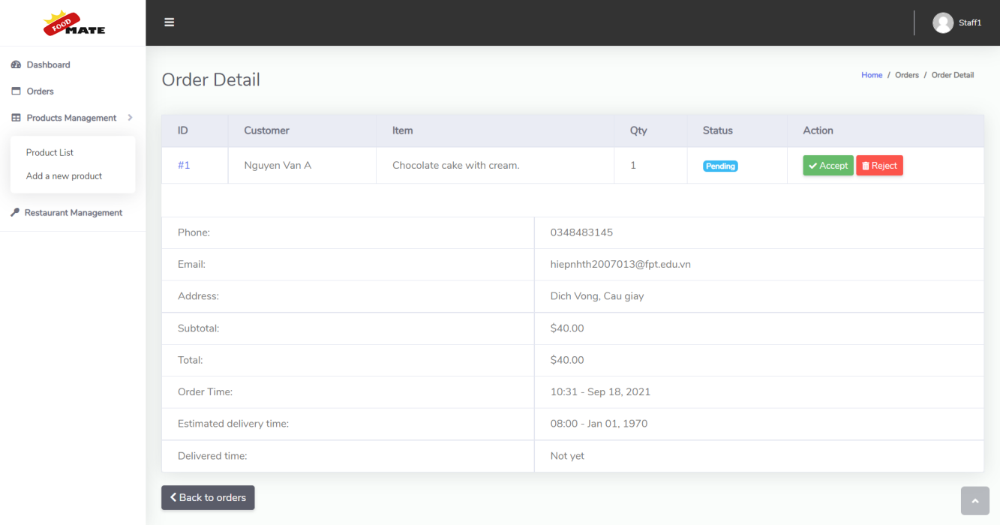 FOOD
MATE
Staff1
Dashboard
Orders
Products Management
Product List
Add a new product
Restaurant Management
Order Detail
Home / Orders / Order Detail
ID Customer Item Qty Status Action
#1 Nguyen Van A Chocolate cake with cream. 1 Pending Accept Reject
Phone: 0348483145
Email: hiepnhth2007013@fpt.edu.vn
Address: Dich Vong, Cau giay
Subtotal: $40.00
Total: $40.00
Order Time: 10:31 - Sep 18, 2021
Estimated delivery time: 08:00 - Jan 01, 1970
Delivered time: Not yet
Back to orders